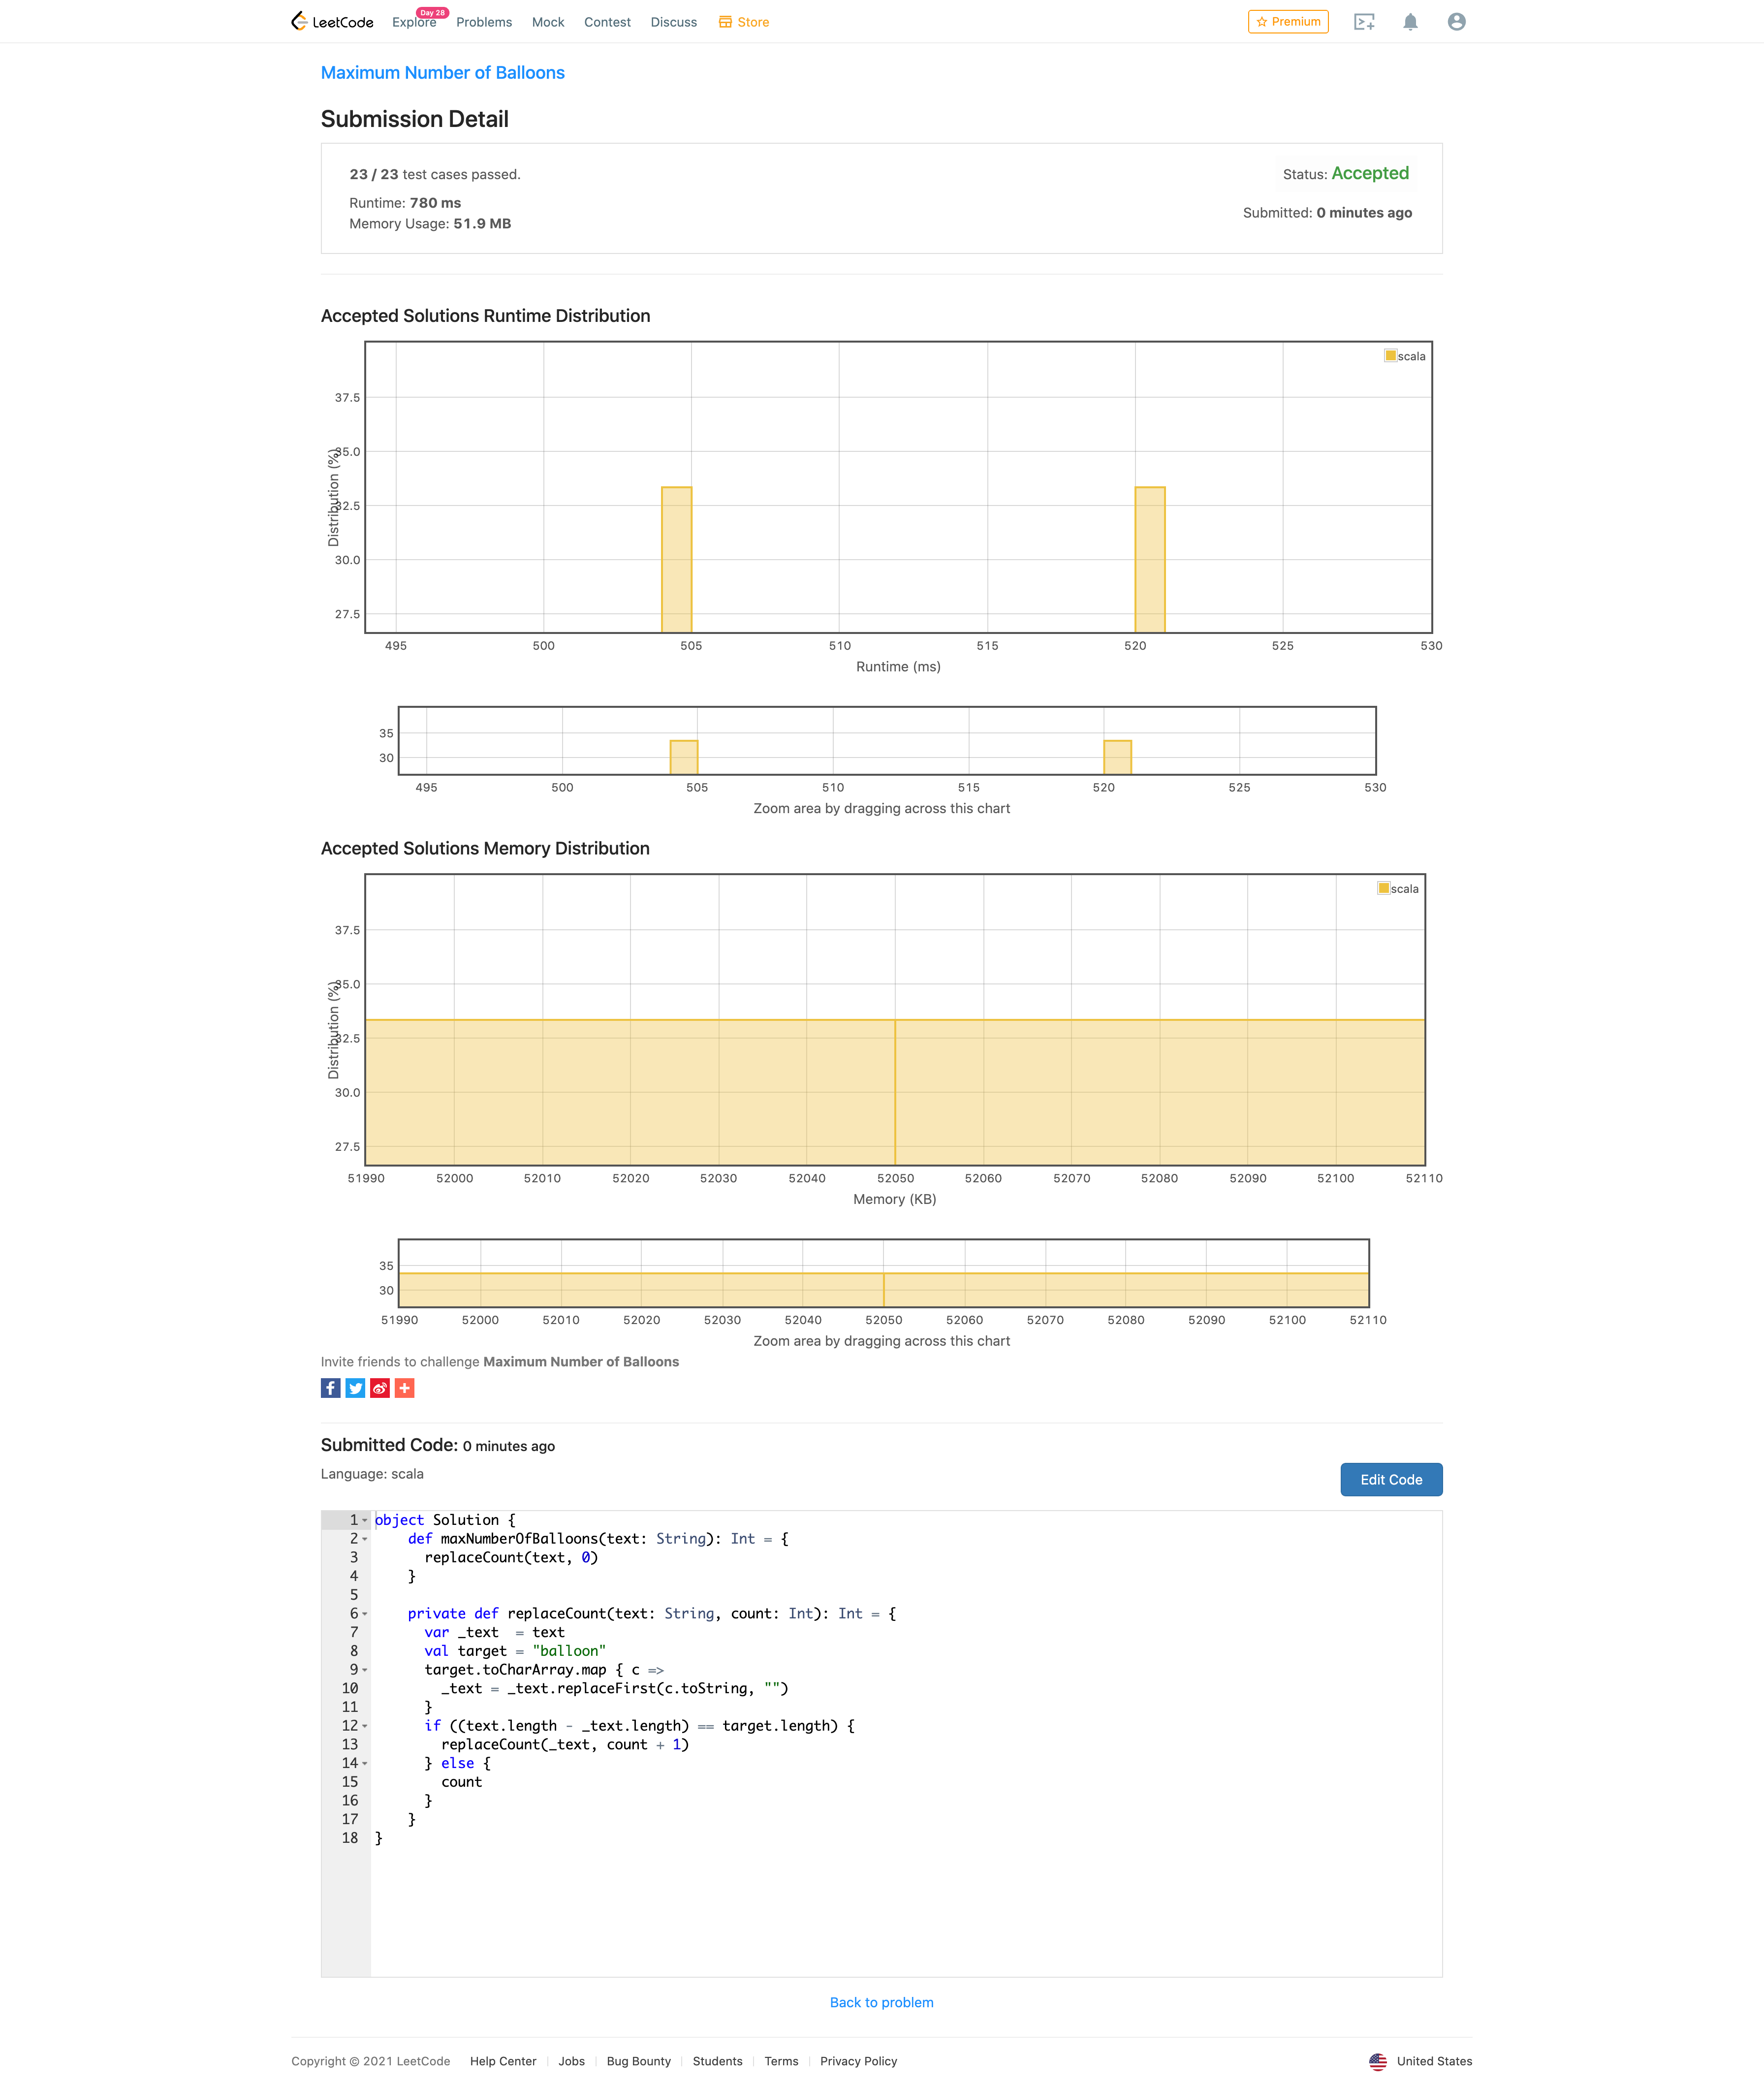 LeetCode Explore Day 28 Problems Mock Contest Discuss Store Premium
Maximum Number of Balloons
Submission Detail
23 / 23 test cases passed.
Status: Accepted
Runtime: 780 ms
Memory Usage: 51.9 MB
Submitted: 0 minutes ago
Accepted Solutions Runtime Distribution
scala
37.5
35.0
32.5
30.0
27.5
Distribution (%)
495 500 505 510 515 520 525 530
Runtime (ms)
35
30
495 500 505 510 515 520 525 530
Zoom area by dragging across this chart
Accepted Solutions Memory Distribution
scala
37.5
35.0
32.5
30.0
27.5
Distribution (%)
51990 52000 52010 52020 52030 52040 52050 52060 52070 52080 52090 52100 52110
Memory (KB)
35
30
51990 52000 52010 52020 52030 52040 52050 52060 52070 52080 52090 52100 52110
Zoom area by dragging across this chart
Invite friends to challenge Maximum Number of Balloons
Submitted Code: 0 minutes ago
Language: scala
Edit Code
1 object Solution {
2     def maxNumberOfBalloons(text: String): Int = {
3       replaceCount(text, 0)
4     }
5
6     private def replaceCount(text: String, count: Int): Int = {
7       var _text  = text
8       val target = "balloon"
9       target.toCharArray.map { c =>
10         _text = _text.replaceFirst(c.toString, "")
11       }
12       if ((text.length - _text.length) == target.length) {
13         replaceCount(_text, count + 1)
14       } else {
15         count
16       }
17     }
18 }
Back to problem
Copyright © 2021 LeetCode Help Center Jobs Bug Bounty Students Terms Privacy Policy United States